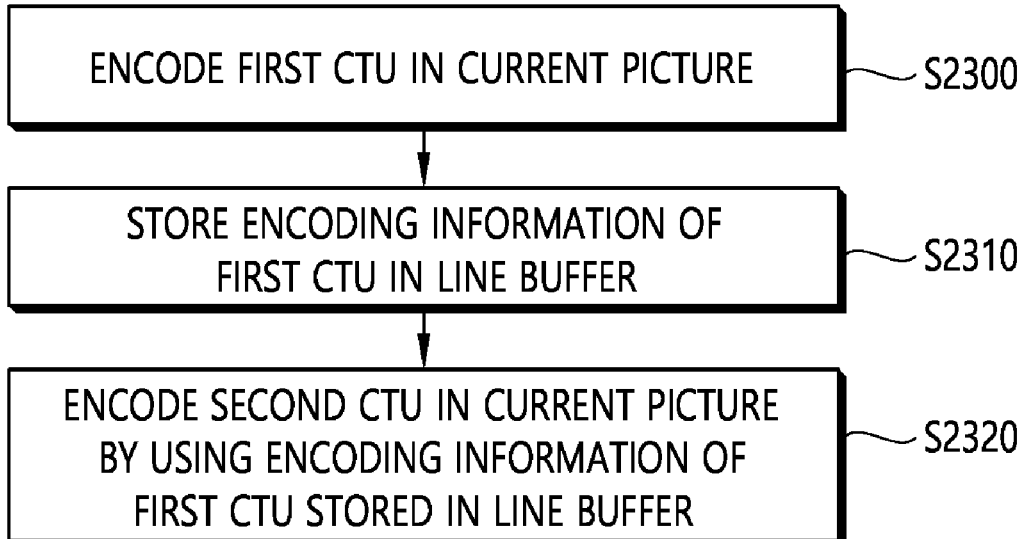 ENCODE FIRST CTU IN CURRENT PICTURE
S2300
STORE ENCODING INFORMATION OF
FIRST CTU IN LINE BUFFER
S2310
ENCODE SECOND CTU IN CURRENT PICTURE
BY USING ENCODING INFORMATION OF
FIRST CTU STORED IN LINE BUFFER
S2320